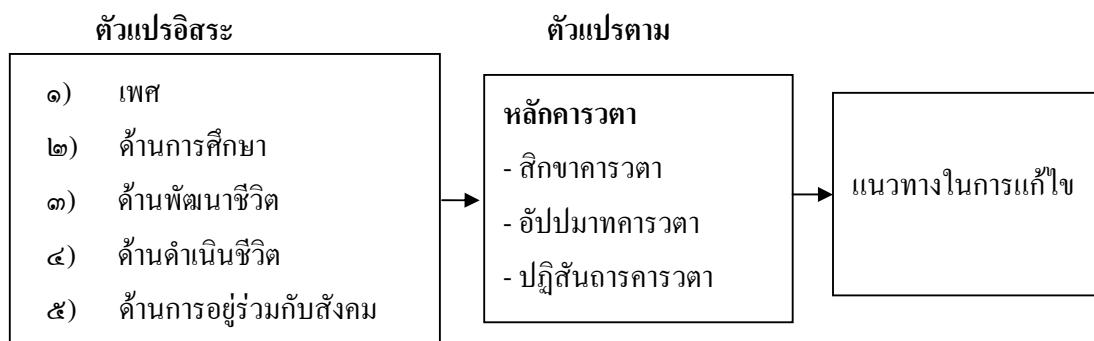 ตัวแปรอิสระ
๑) เพศ
๒) ด้านการศึกษา
๓) ด้านพัฒนาชีวิต
๔) ด้านดำเนินชีวิต
๕) ด้านการอยู่ร่วมกับสังคม
ตัวแปรตาม
หลักคารวตา
- สิกขาคารวตา
- อัปปมาทคารวตา
- ปฏิสันถารคารวตา
แนวทางในการแก้ไข